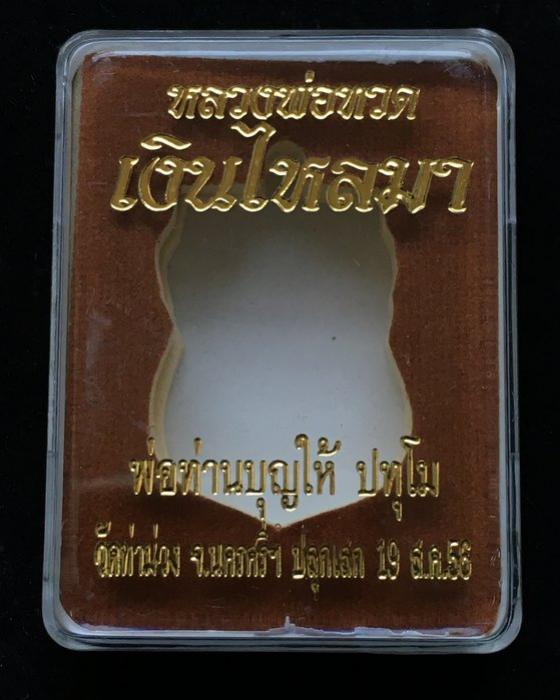 หลวงพ่อทวด
เงินไหลมา
พ่อท่านบุญให้ ปทุโม
วัดท่าม่วง จ.นครศรีฯ ปลุกเสก 19 ส.ค.56